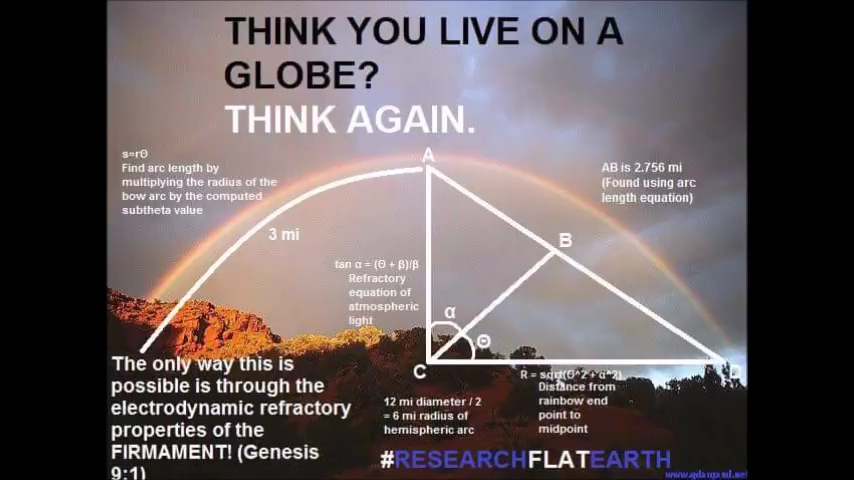 THINK YOU LIVE ON A
GLOBE?
THINK AGAIN.
s=rΘ
Find arc length by
multiplying the radius of the
bow arc by the computed
subtheta value
A
AB is 2.756 mi
(Found using arc
length equation)
3 mi
B
tan α = (Θ + β)/β
Refractory
equation of
atmospheric
light
α
Θ
The only way this is
possible is through the
electrodynamic refractory
properties of the
FIRMAMENT! (Genesis
9:1)
C
D
12 mi diameter / 2
= 6 mi radius of
hemispheric arc
R = sqrt(Θ^2 + α^2)
Distance from
rainbow end
point to
midpoint
#RESEARCHFLATEARTH